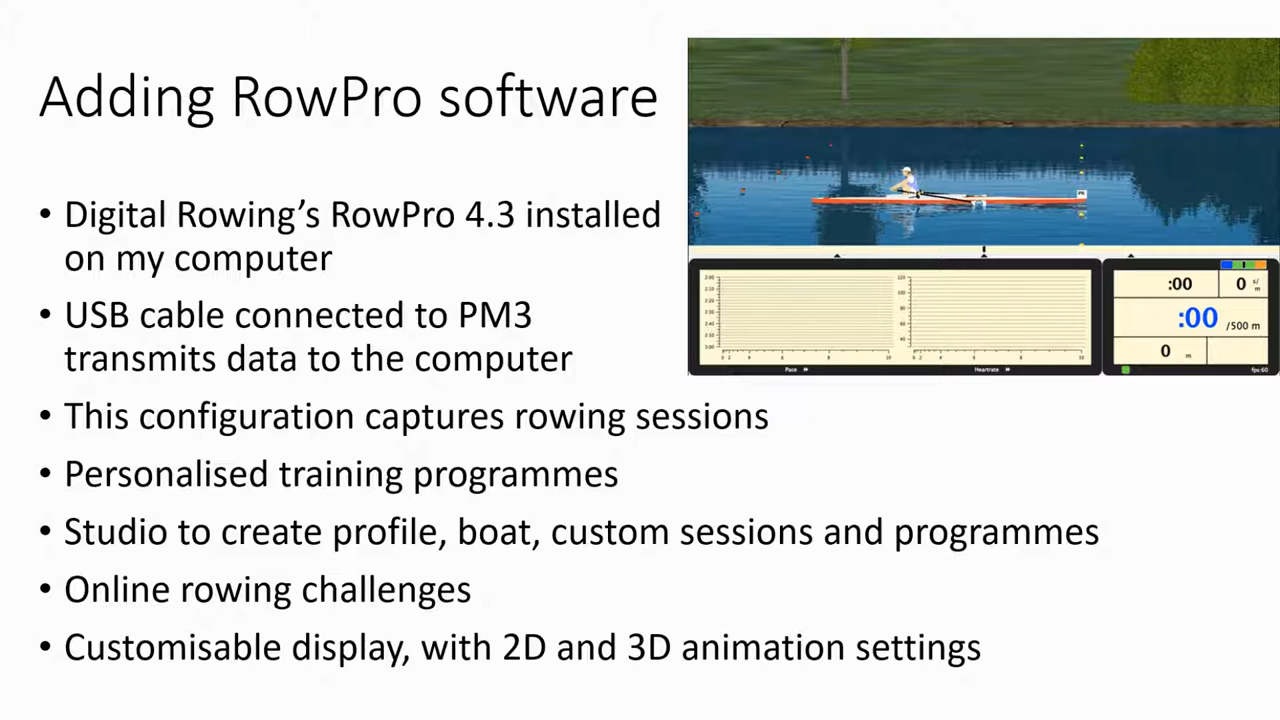 Adding RowPro software
• Digital Rowing’s RowPro 4.3 installed
on my computer
• USB cable connected to PM3
transmits data to the computer
• This configuration captures rowing sessions
• Personalised training programmes
• Studio to create profile, boat, custom sessions and programmes
• Online rowing challenges
• Customisable display, with 2D and 3D animation settings
:00 0 s/m
:00 /500 m
0 m
Pace
Heartrate
fps:60